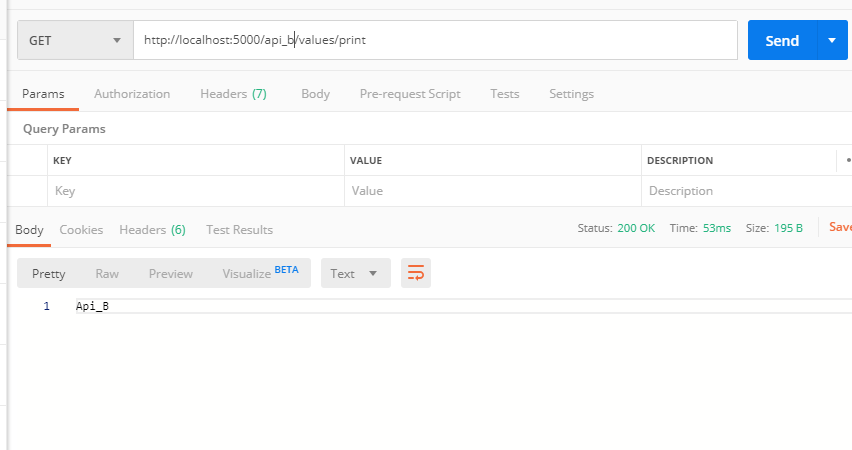 GET http://localhost:5000/api_b/values/print Send
Params Authorization Headers (7) Body Pre-request Script Tests Settings
Query Params
KEY VALUE DESCRIPTION
Key Value Description
Body Cookies Headers (6) Test Results Status: 200 OK Time: 53ms Size: 195 B Save
Pretty Raw Preview Visualize BETA Text
1 Api_B